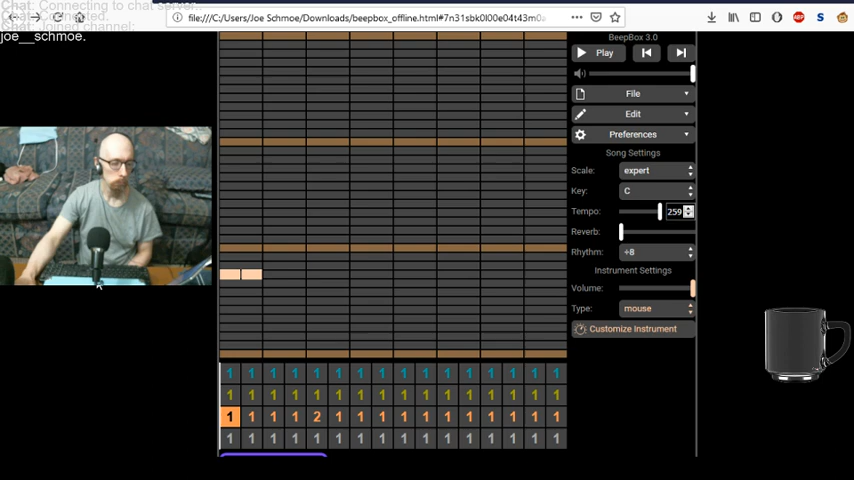 Chat: Connecting to chat server..
Chat: Connected.
Chat: Joined channel:
joe__schmoe.
file:///C:/Users/Joe Schmoe/Downloads/beepbox_offline.html#7n31sbk0l00e04t43m0
ABP
S
BeepBox 3.0
Play
File
Edit
Preferences
Song Settings
Scale: expert
Key: C
Tempo: 259
Reverb:
Rhythm: ÷8
Instrument Settings
Volume:
Type: mouse
Customize Instrument
1 1 1 1 1 1 1 1 1 1 1 1 1 1 1 1
1 1 1 1 1 1 1 1 1 1 1 1 1 1 1 1
1 1 1 1 2 1 1 1 1 1 1 1 1 1 1 1
1 1 1 1 1 1 1 1 1 1 1 1 1 1 1 1